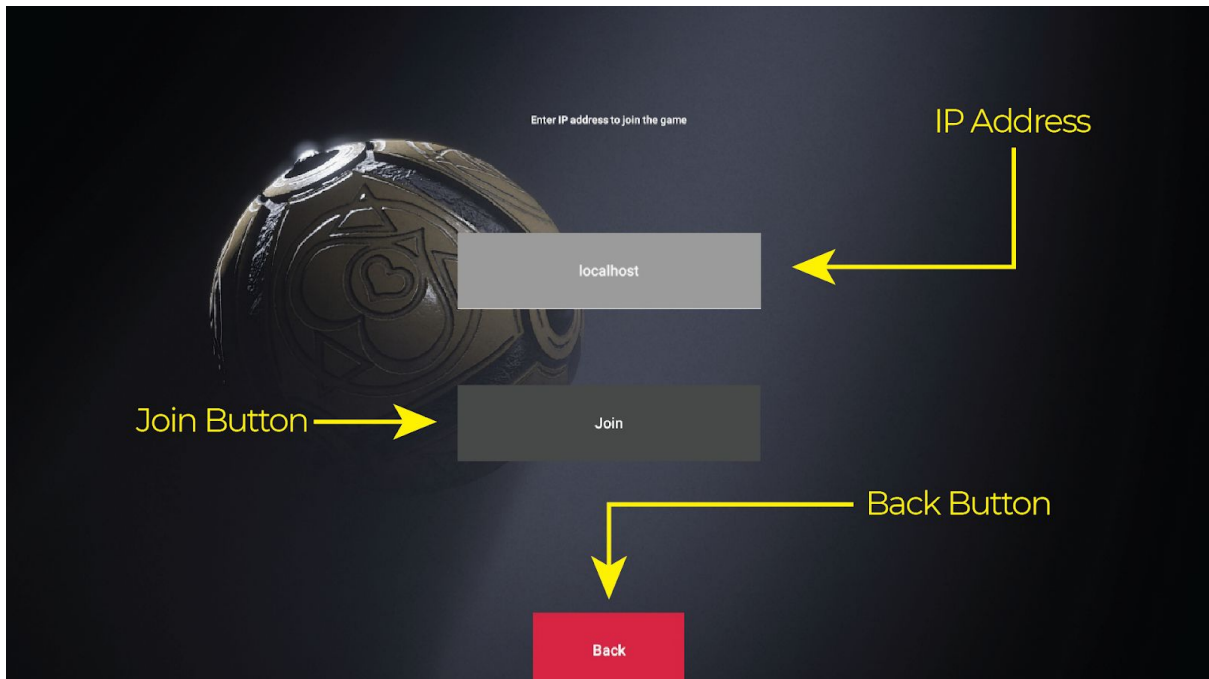 Enter IP address to join the game
IP Address
localhost
Join Button
Join
Back Button
Back